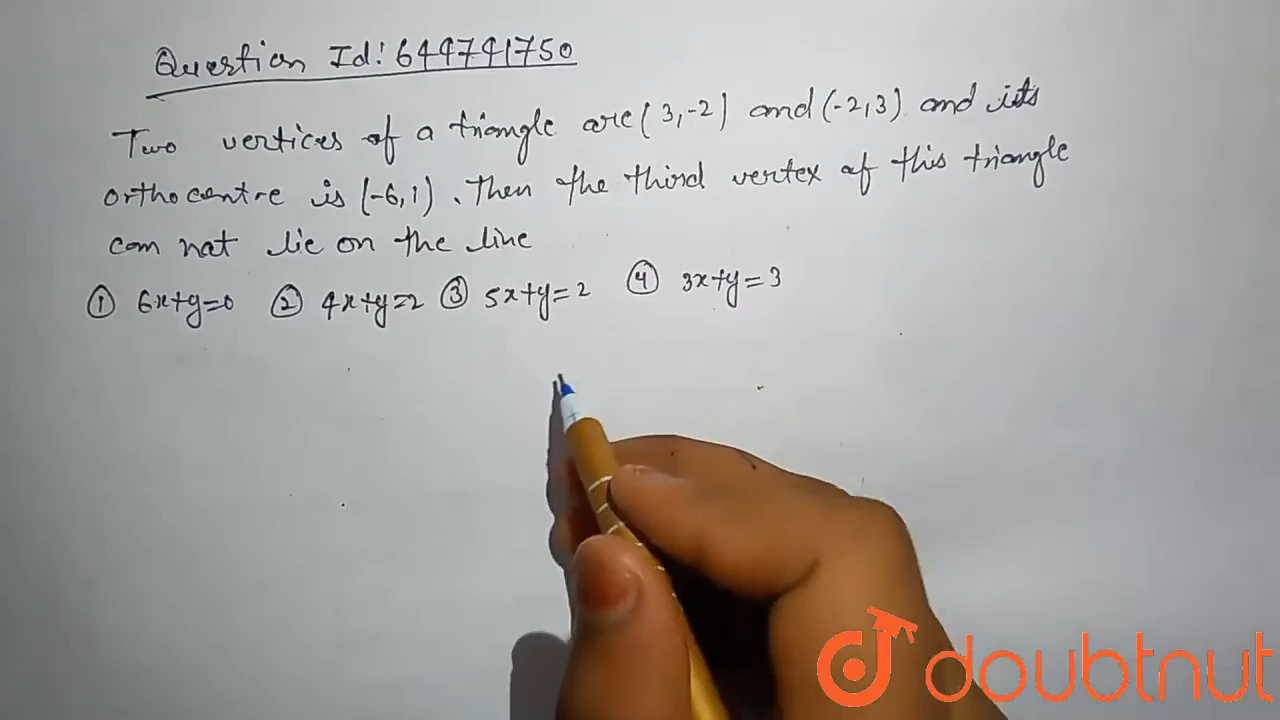 Question Id: 644741750
Two vertices of a triangle are (3,-2) and (-2,3) and its
orthocentre is (-6,1). Then the third vertex of this triangle
can not lie on the line
① 6x+y=0 ② 4x+y=2 ③ 5x+y=2 ④ 3x+y=3
doubtnut